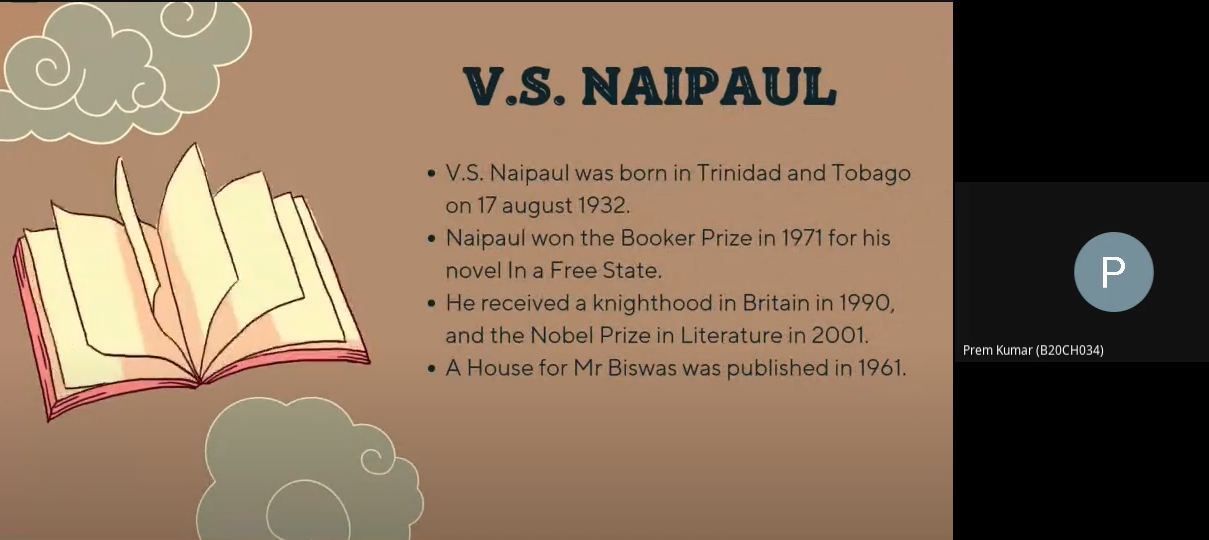 V.S. NAIPAUL
V.S. Naipaul was born in Trinidad and Tobago
on 17 august 1932.
Naipaul won the Booker Prize in 1971 for his
novel In a Free State.
He received a knighthood in Britain in 1990,
and the Nobel Prize in Literature in 2001.
A House for Mr Biswas was published in 1961.
P
Prem Kumar (B20CH034)